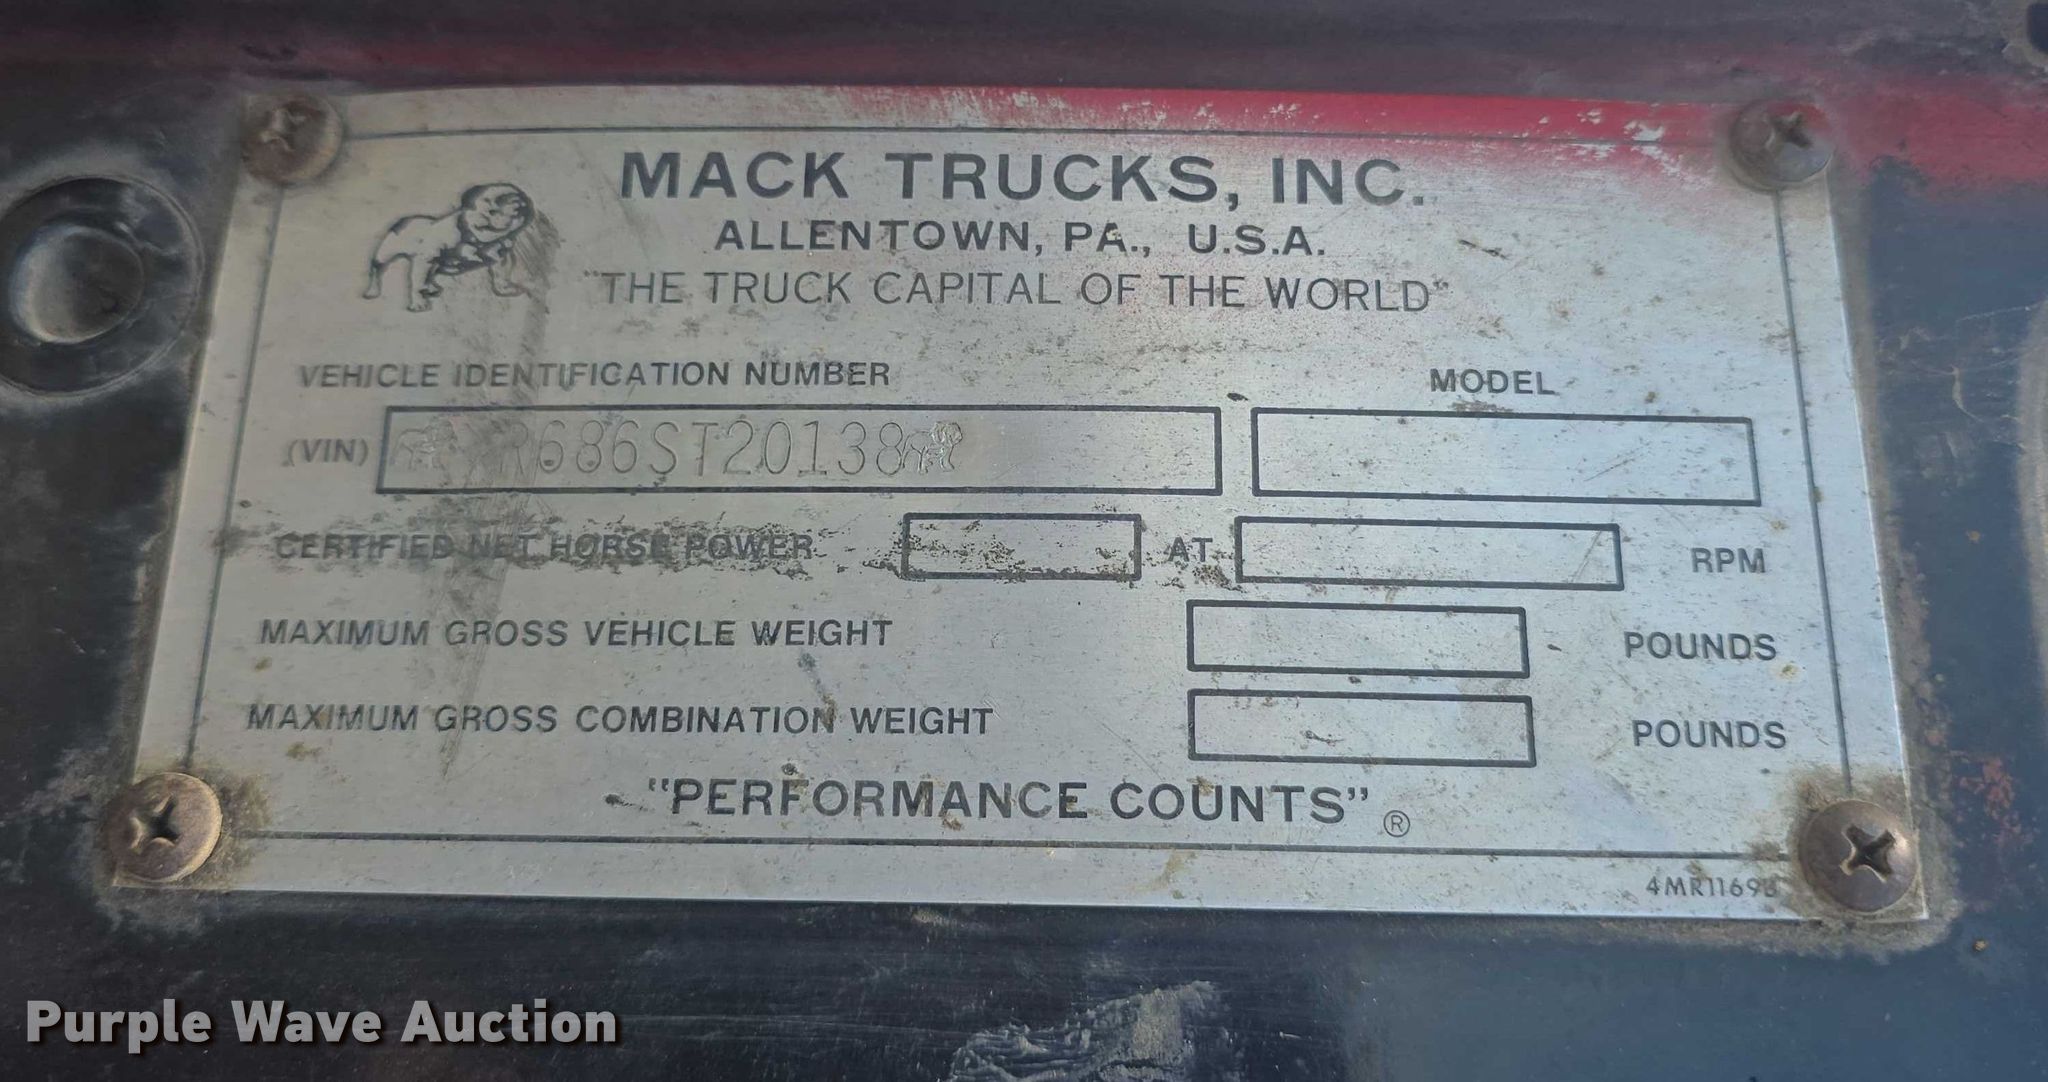 MACK TRUCKS, INC.
ALLENTOWN, PA., U.S.A.
"THE TRUCK CAPITAL OF THE WORLD"
VEHICLE IDENTIFICATION NUMBER
MODEL
(VIN) R686ST20138
CERTIFIED NET HORSE POWER AT RPM
MAXIMUM GROSS VEHICLE WEIGHT POUNDS
MAXIMUM GROSS COMBINATION WEIGHT POUNDS
"PERFORMANCE COUNTS" ®
Purple Wave Auction